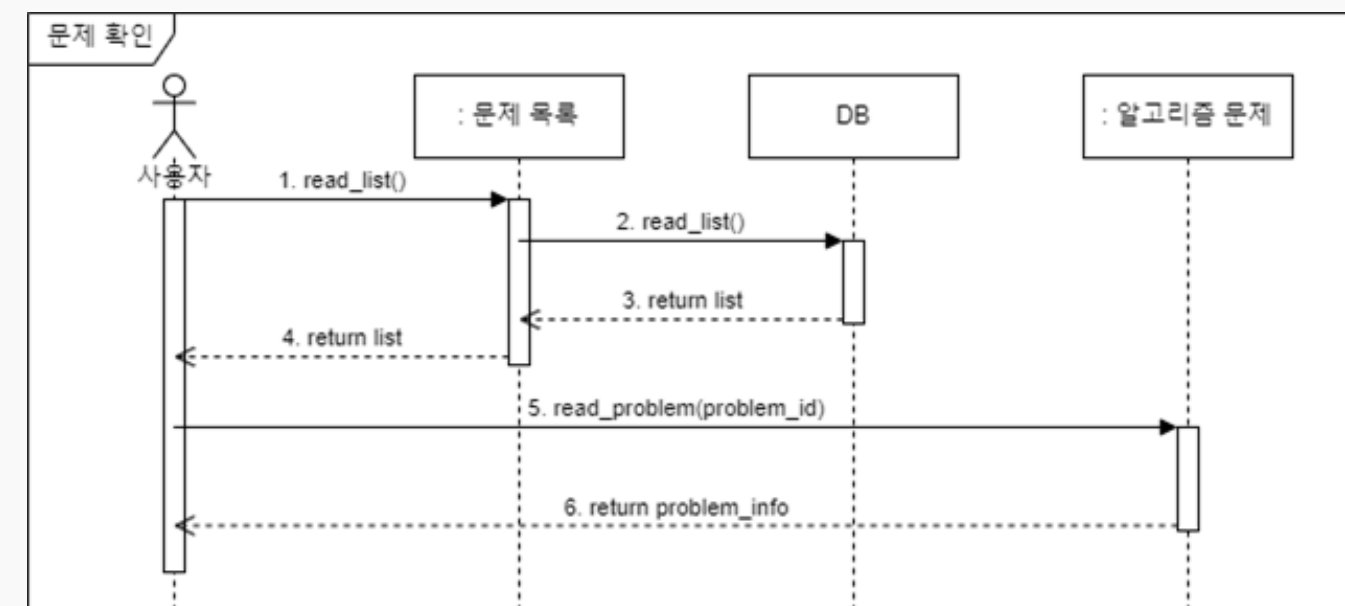 문제 확인
: 문제 목록
DB
: 알고리즘 문제
사용자
1. read_list()
2. read_list()
3. return list
4. return list
5. read_problem(problem_id)
6. return problem_info